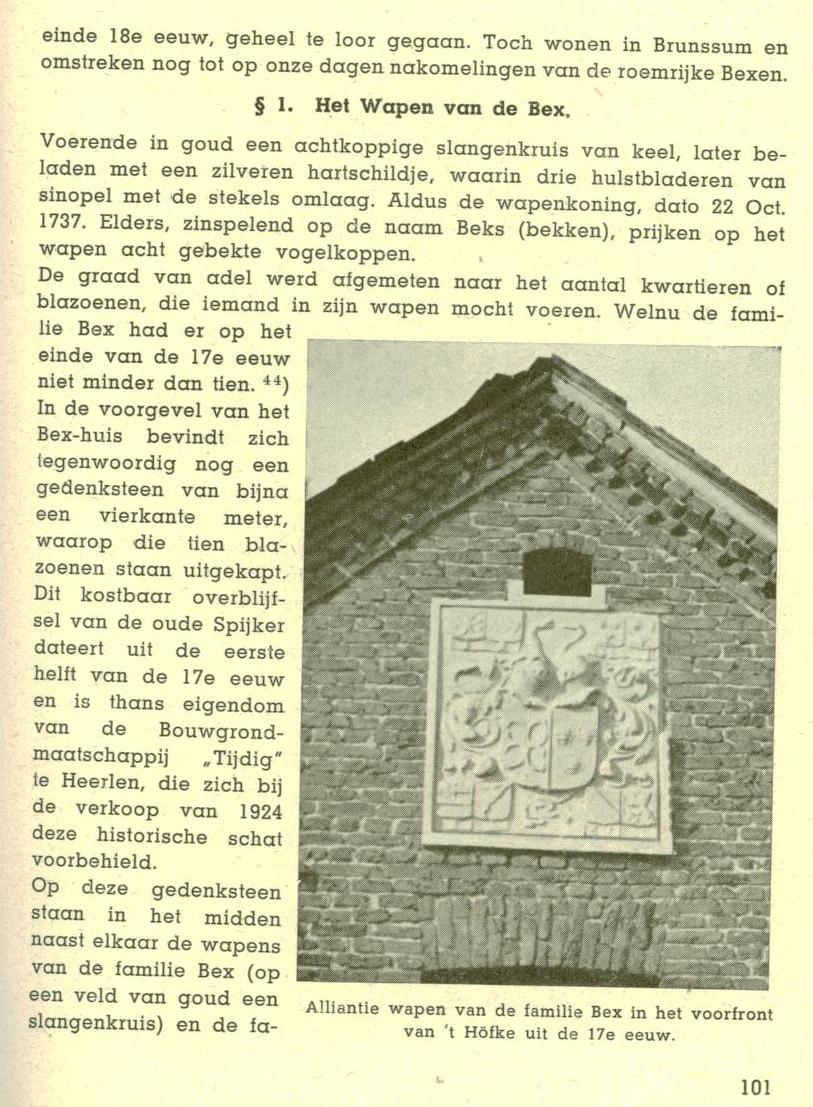 einde 18e eeuw, geheel te loor gegaan. Toch wonen in Brunssum en
omstreken nog tot op onze dagen nakomelingen van de roemrijke Bexen.
§ 1. Het Wapen van de Bex.
Voerende in goud een achtkoppige slangenkruis van keel, later be-
laden met een zilveren hartschildje, waarin drie hulstbladeren van
sinopel met de stekels omlaag. Aldus de wapenkoning, dato 22 Oct.
1737. Elders, zinspelend op de naam Beks (bekken), prijken op het
wapen acht gebekte vogelkoppen.
De graad van adel werd afgemeten naar het aantal kwartieren of
blazoenen, die iemand in zijn wapen mocht voeren. Welnu de fami-
lie Bex had er op het
einde van de 17e eeuw
niet minder dan tien. ⁴⁴)
In de voorgevel van het
Bex-huis bevindt zich
tegenwoordig nog een
gedenksteen van bijna
een vierkante meter,
waarop die tien bla-
zoenen staan uitgekapt.
Dit kostbaar overblijf-
sel van de oude Spijker
dateert uit de eerste
helft van de 17e eeuw
en is thans eigendom
van de Bouwgrond-
maatschappij „Tijdig"
te Heerlen, die zich bij
de verkoop van 1924
deze historische schat
voorbehield.
Op deze gedenksteen
staan in het midden
naast elkaar de wapens
van de familie Bex (op
een veld van goud een
slangenkruis) en de fa-
Alliantie wapen van de familie Bex in het voorfront
van 't Höfke uit de 17e eeuw.
101